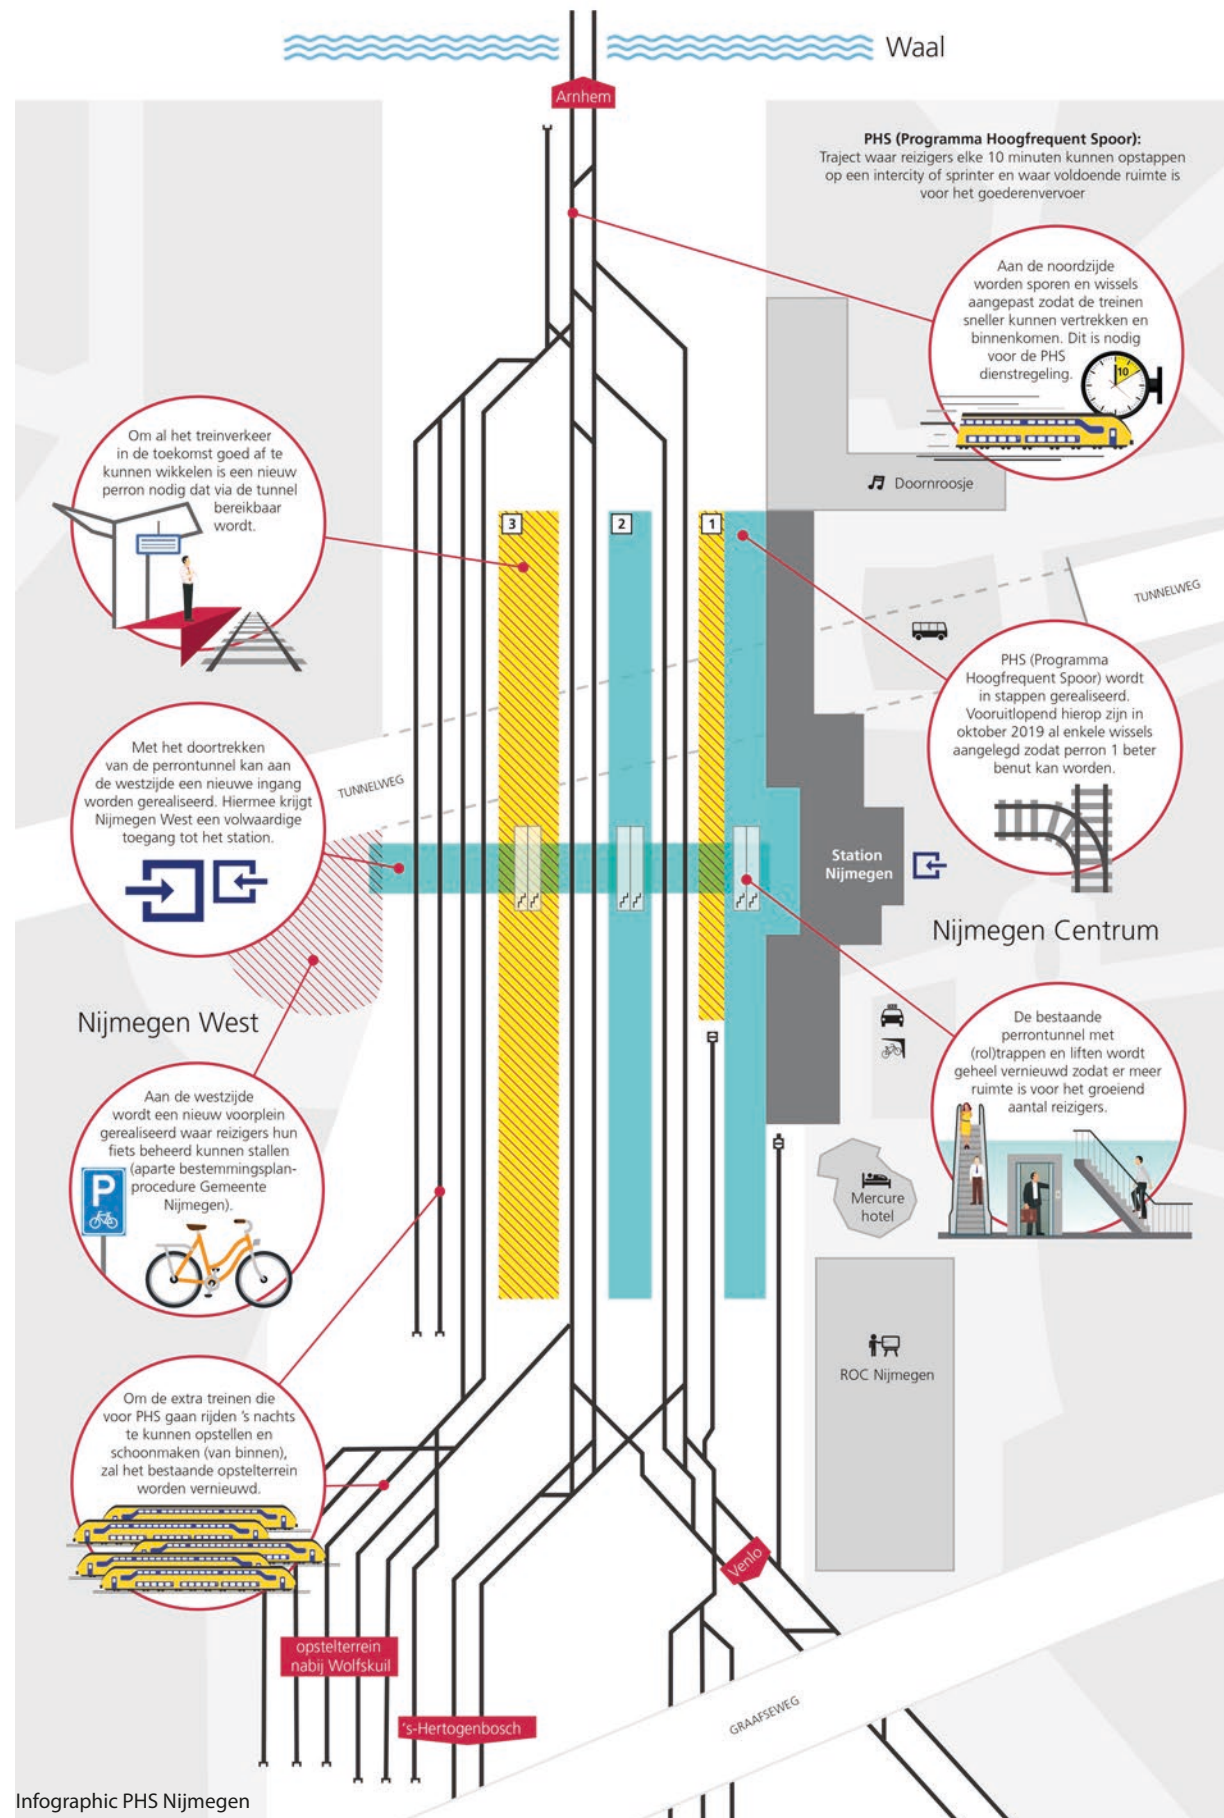 Waal
Arnhem
PHS (Programma Hoogfrequent Spoor):
Traject waar reizigers elke 10 minuten kunnen opstappen
op een intercity of sprinter en waar voldoende ruimte is
voor het goederenvervoer
Aan de noordzijde
worden sporen en wissels
aangepast zodat de treinen
sneller kunnen vertrekken en
binnenkomen. Dit is nodig
voor de PHS
dienstregeling.
10
Om al het treinverkeer
in de toekomst goed af te
kunnen wikkelen is een nieuw
perron nodig dat via de tunnel
bereikbaar
wordt.
Doornroosje
3
2
1
TUNNELWEG
PHS (Programma
Hoogfrequent Spoor) wordt
in stappen gerealiseerd.
Vooruitlopend hierop zijn in
oktober 2019 al enkele wissels
aangelegd zodat perron 1 beter
benut kan worden.
Met het doortrekken
van de perrontunnel kan aan
de westzijde een nieuwe ingang
worden gerealiseerd. Hiermee krijgt
Nijmegen West een volwaardige
toegang tot het station.
TUNNELWEG
Station
Nijmegen
Nijmegen Centrum
Nijmegen West
De bestaande
perrontunnel met
(rol)trappen en liften wordt
geheel vernieuwd zodat er meer
ruimte is voor het groeiend
aantal reizigers.
Aan de westzijde
wordt een nieuw voorplein
gerealiseerd waar reizigers hun
fiets beheerd kunnen stallen
(aparte bestemmingsplan-
procedure Gemeente
Nijmegen).
P
Mercure
hotel
ROC Nijmegen
Om de extra treinen die
voor PHS gaan rijden 's nachts
te kunnen opstellen en
schoonmaken (van binnen),
zal het bestaande opstelterrein
worden vernieuwd.
Venlo
opstelterrein
nabij Wolfskuil
's-Hertogenbosch
GRAAFSEWEG
Infographic PHS Nijmegen